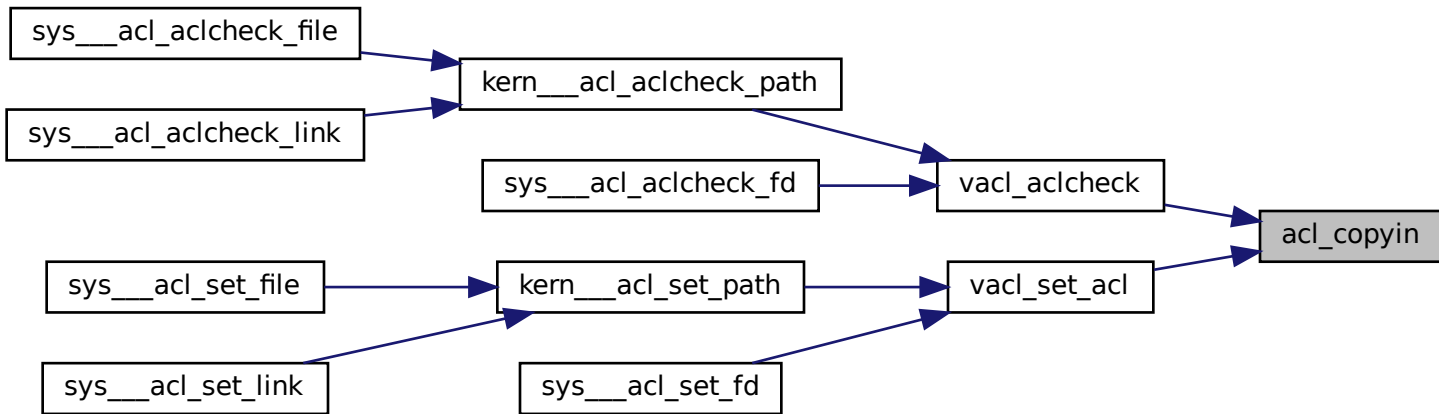 sys___acl_aclcheck_file
kern___acl_aclcheck_path
sys___acl_aclcheck_link
sys___acl_aclcheck_fd
vacl_aclcheck
acl_copyin
sys___acl_set_file
kern___acl_set_path
vacl_set_acl
sys___acl_set_link
sys___acl_set_fd